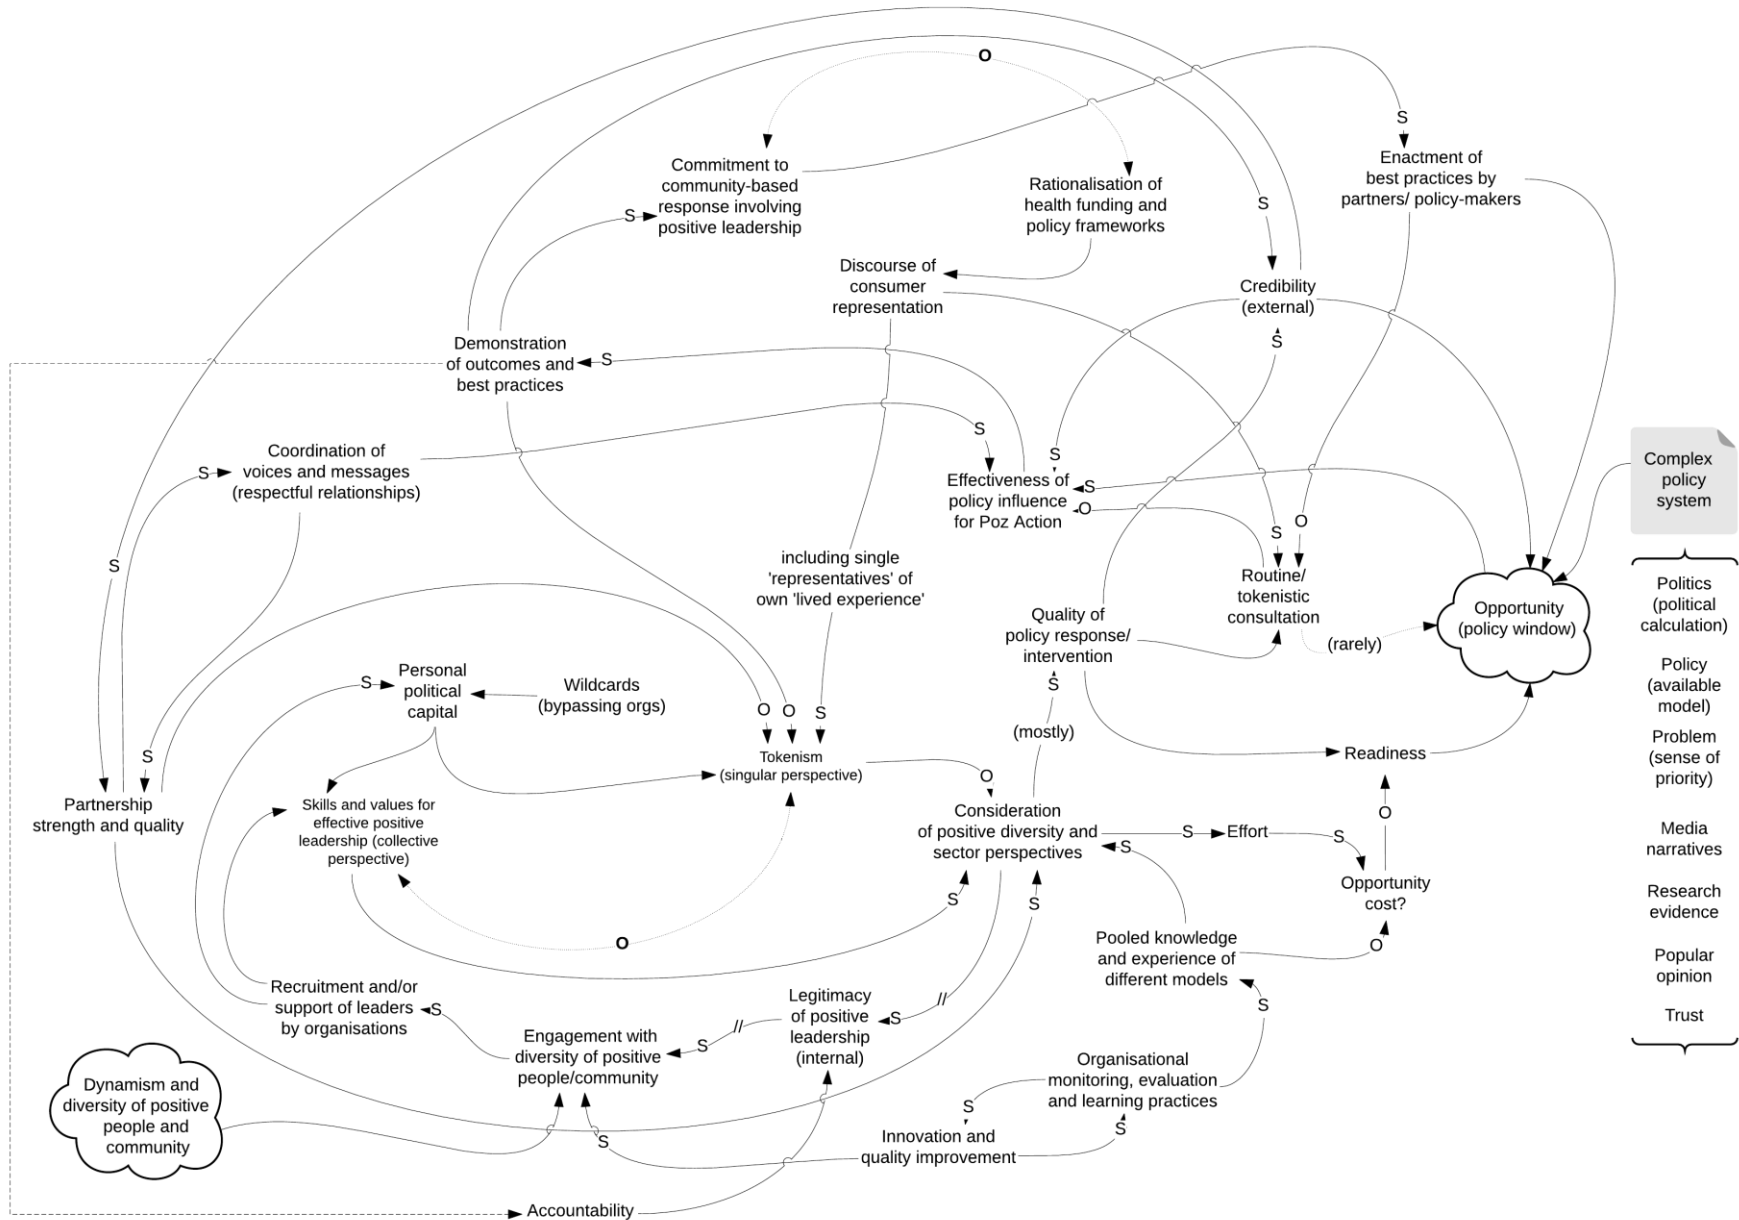 O
S
Commitment to
community-based
response involving
positive leadership
S
Rationalisation of
health funding and
policy frameworks
Enactment of
best practices by
partners/ policy-makers
S
Discourse of
consumer
representation
Credibility
(external)
S
Demonstration
of outcomes and
best practices
S
S
Coordination of
voices and messages
(respectful relationships)
S
S
S
Effectiveness of
policy influence
for Poz Action
S
O
Complex
policy
system
O
S
S
including single
'representatives' of
own 'lived experience'
Routine/
tokenistic
consultation
Quality of
policy response/
intervention
(rarely)
Opportunity
(policy window)
Politics
(political
calculation)
Policy
(available
model)
Problem
(sense of
priority)
Media
narratives
Research
evidence
Popular
opinion
Trust
S
Personal
political
capital
Wildcards
(bypassing orgs)
O
O
S
S
(mostly)
S
Tokenism
(singular perspective)
O
Readiness
O
Partnership
strength and quality
Skills and values for
effective positive
leadership (collective
perspective)
Consideration
of positive diversity and
sector perspectives
S
Effort
S
S
Opportunity
cost?
S
S
O
O
Pooled knowledge
and experience of
different models
Recruitment and/or
support of leaders
by organisations
S
Legitimacy
of positive
leadership
(internal)
S
//
//
S
S
Engagement with
diversity of positive
people/community
Organisational
monitoring, evaluation
and learning practices
Dynamism and
diversity of positive
people and
community
S
S
S
Innovation and
quality improvement
Accountability